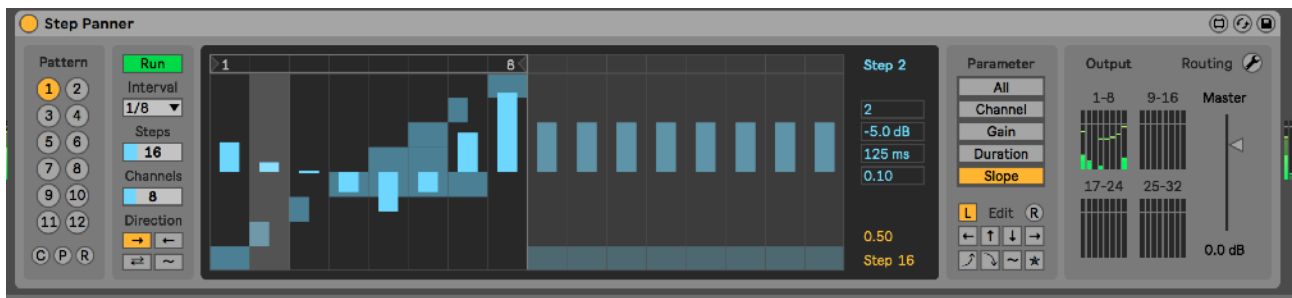 Step Panner
Pattern
1 2
3 4
5 6
7 8
9 10
11 12
C P R
Run
Interval
1/8
Steps
16
Channels
8
Direction
1 8
Step 2
2
-5.0 dB
125 ms
0.10
0.50
Step 16
Parameter
All
Channel
Gain
Duration
Slope
L Edit R
Output Routing
1-8 9-16 Master
17-24 25-32
0.0 dB